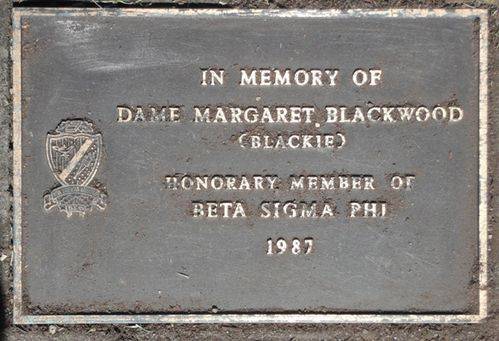 IN MEMORY OF
DAME MARGARET BLACKWOOD
(BLACKIE)
HONORARY MEMBER OF
BETA SIGMA PHI
1987